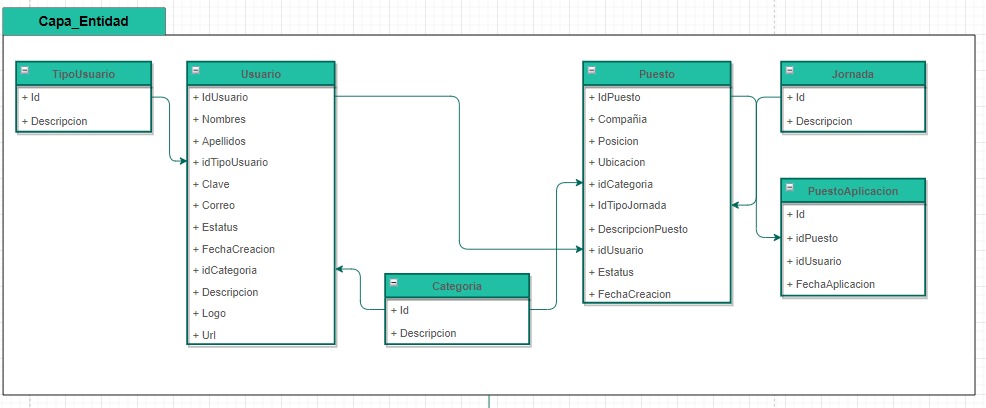 Capa_Entidad
TipoUsuario
+ Id
+ Descripcion
Usuario
+ IdUsuario
+ Nombres
+ Apellidos
+ idTipoUsuario
+ Clave
+ Correo
+ Estatus
+ FechaCreacion
+ idCategoria
+ Descripcion
+ Logo
+ Url
Categoria
+ Id
+ Descripcion
Puesto
+ IdPuesto
+ Compañia
+ Posicion
+ Ubicacion
+ idCategoria
+ IdTipoJornada
+ DescripcionPuesto
+ idUsuario
+ Estatus
+ FechaCreacion
Jornada
+ Id
+ Descripcion
PuestoAplicacion
+ Id
+ idPuesto
+ idUsuario
+ FechaAplicacion